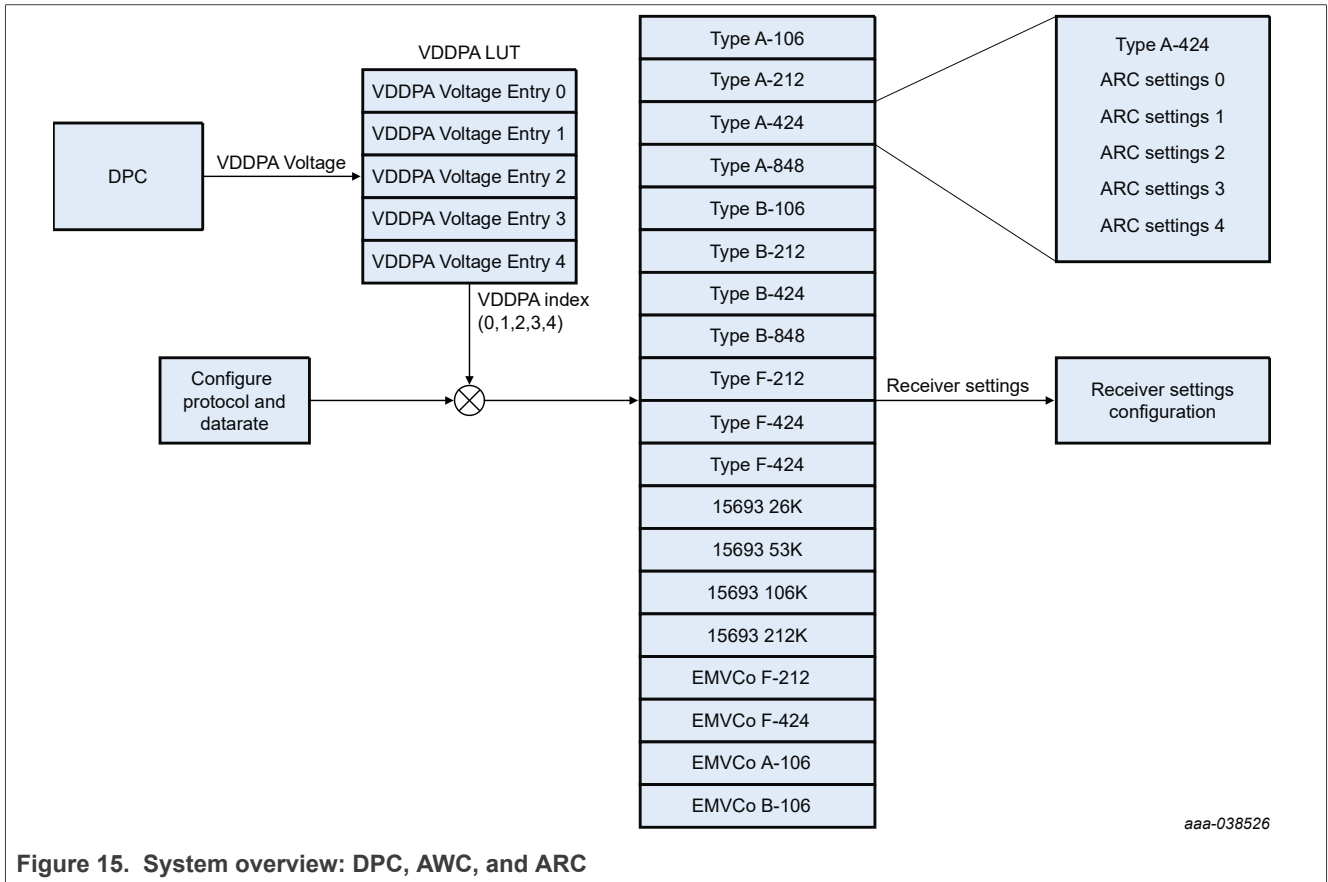 VDDPA LUT
DPC
VDDPA Voltage
VDDPA Voltage Entry 0
VDDPA Voltage Entry 1
VDDPA Voltage Entry 2
VDDPA Voltage Entry 3
VDDPA Voltage Entry 4
VDDPA index
(0,1,2,3,4)
Configure
protocol and
datarate
Type A-106
Type A-212
Type A-424
Type A-848
Type B-106
Type B-212
Type B-424
Type B-848
Type F-212
Type F-424
Type F-424
15693 26K
15693 53K
15693 106K
15693 212K
EMVCo F-212
EMVCo F-424
EMVCo A-106
EMVCo B-106
Type A-424
ARC settings 0
ARC settings 1
ARC settings 2
ARC settings 3
ARC settings 4
Receiver settings
Receiver settings
configuration
aaa-038526
Figure 15. System overview: DPC, AWC, and ARC